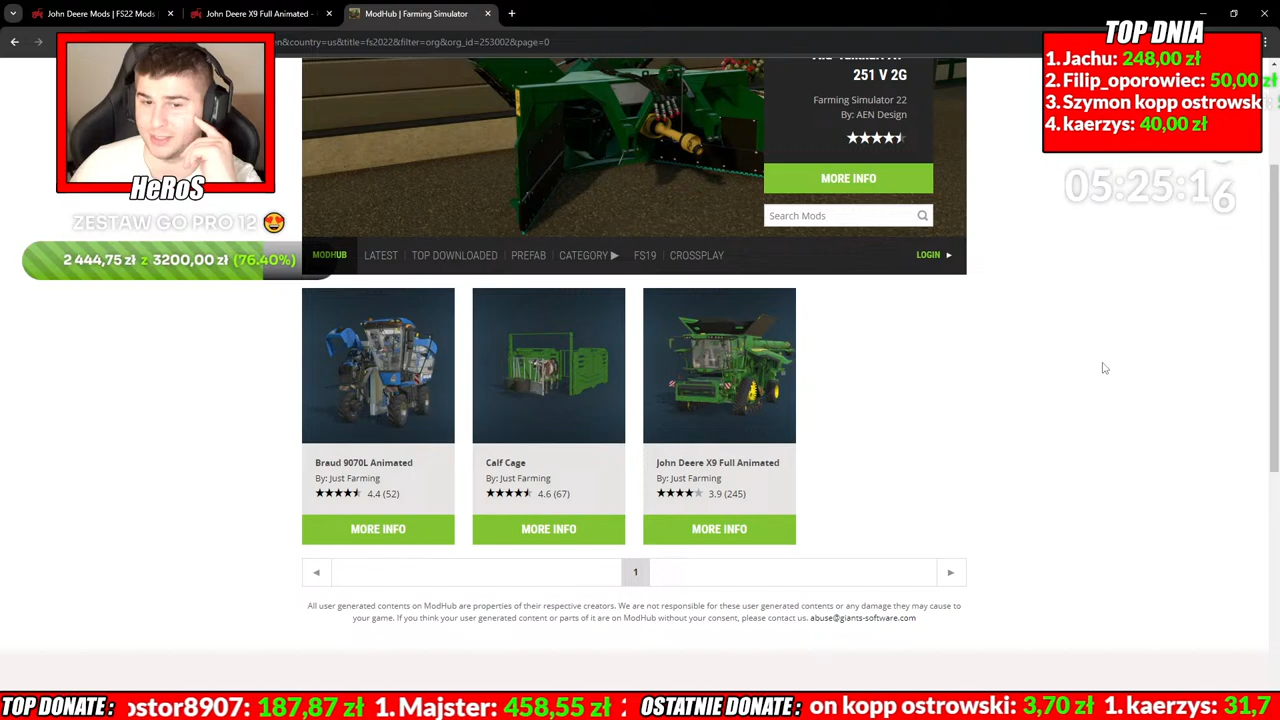 John Deere Mods | FS22 Mods
John Deere X9 Full Animated -
ModHub | Farming Simulator
en&country=us&title=fs2022&filter=org&org_id=253002&page=0
HeRoS
ZESTAW GO PRO 12 😍
2 444,75 zł z 3200,00 zł (76.40%)
TOP DNIA
1. Jachu: 248,00 zł
2. Filip_oporowiec: 50,00 zł
3. Szymon kopp ostrowski:
4. kaerzys: 40,00 zł
05:25:16
251 V 2G
Farming Simulator 22
By: AEN Design
MORE INFO
Search Mods
MODHUB LATEST TOP DOWNLOADED PREFAB CATEGORY ▶ FS19 CROSSPLAY LOGIN ▶
Braud 9070L Animated
By: Just Farming
4.4 (52)
MORE INFO
Calf Cage
By: Just Farming
4.6 (67)
MORE INFO
John Deere X9 Full Animated
By: Just Farming
3.9 (245)
MORE INFO
◀ 1 ▶
All user generated contents on ModHub are properties of their respective creators. We are not responsible for these user generated contents or any damage they may cause to
your game. If you think your user generated content or parts of it are on ModHub without your consent, please contact us. abuse@giants-software.com
TOP DONATE : ostor8907: 187,87 zł 1. Majster: 458,55 zł
OSTATNIE DONATE : on kopp ostrowski: 3,70 zł 1. kaerzys: 31,7